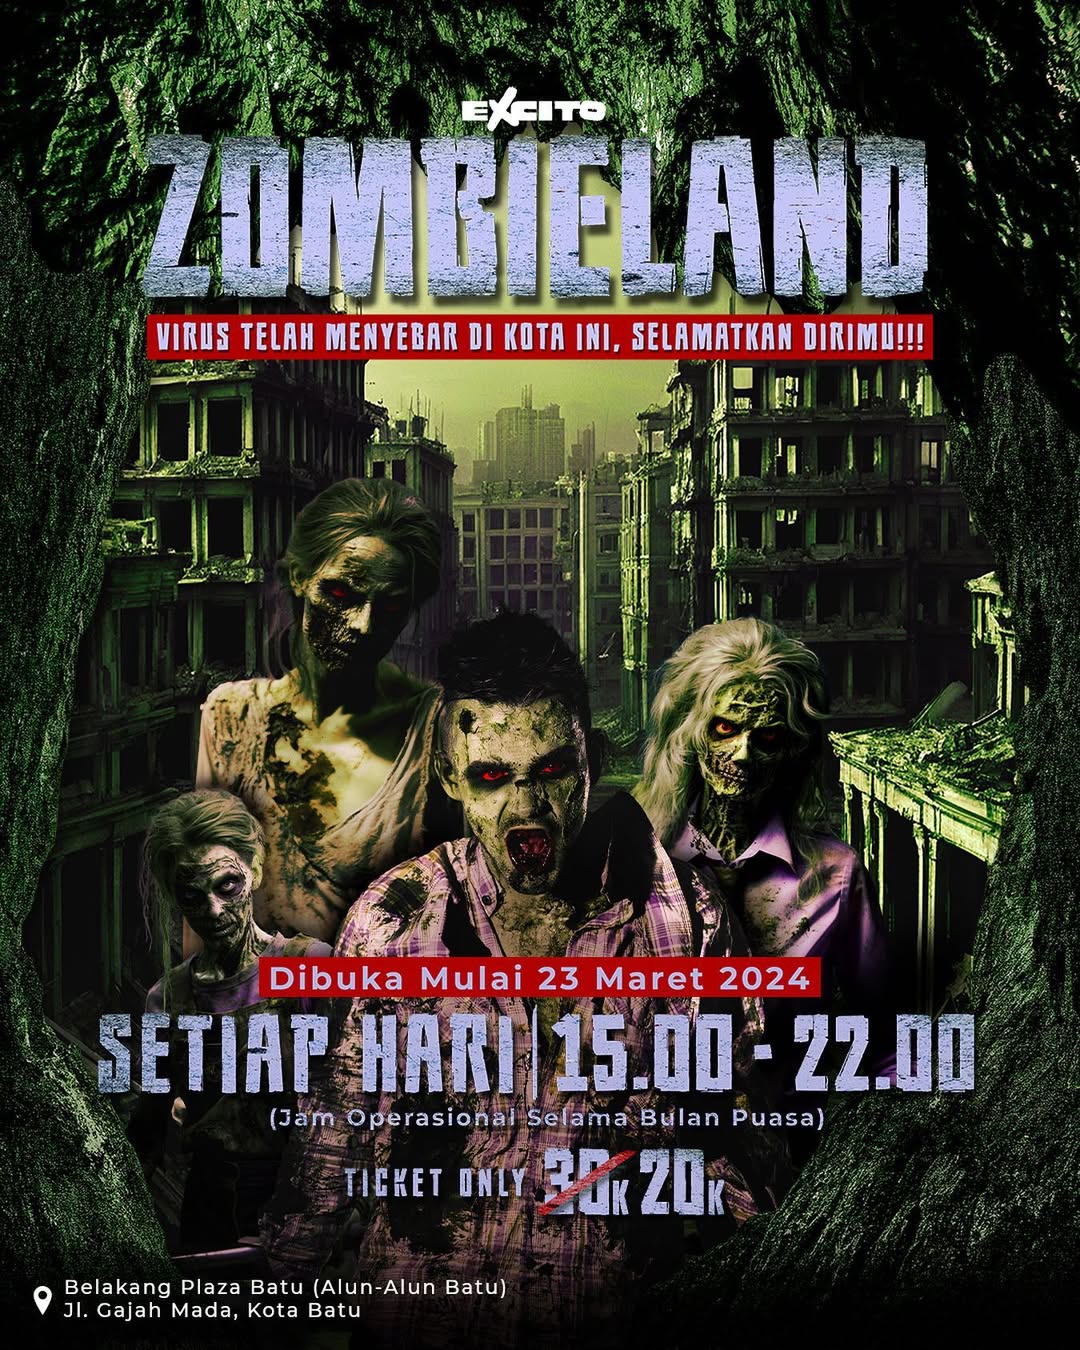 EXCITO
ZOMBIELAND
VIRUS TELAH MENYEBAR DI KOTA INI, SELAMATKAN DIRIMU!!!
Dibuka Mulai 23 Maret 2024
SETIAP HARI | 15.00 - 22.00
(Jam Operasional Selama Bulan Puasa)
TICKET ONLY 30K 20K
Belakang Plaza Batu (Alun-Alun Batu)
Jl. Gajah Mada, Kota Batu